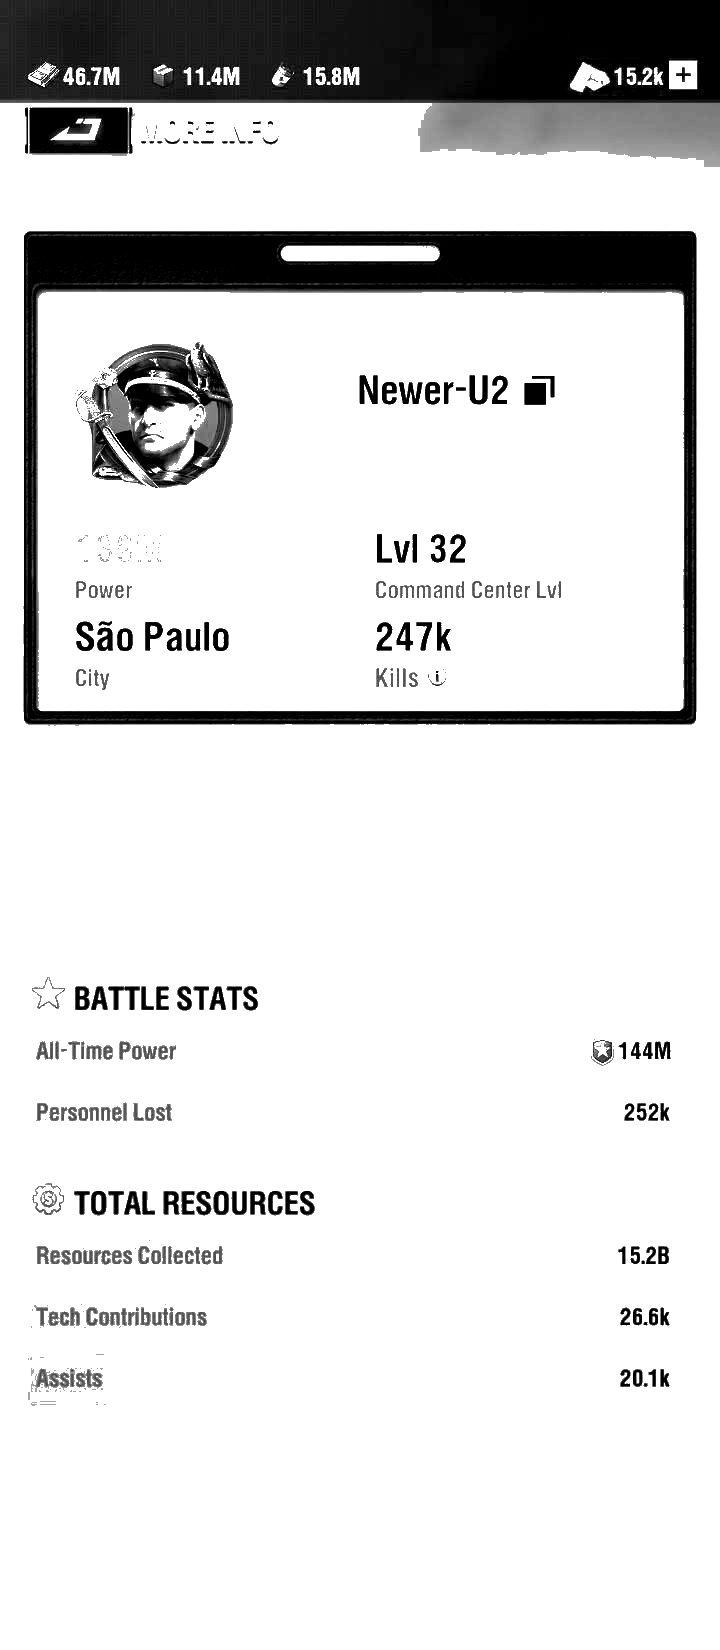 46.7M 11.4M 15.8M 15.2k +
MORE INFO
Newer-U2
Lvl 32
Power Command Center Lvl
São Paulo 247k
City Kills
BATTLE STATS
All-Time Power 144M
Personnel Lost 252k
TOTAL RESOURCES
Resources Collected 15.2B
Tech Contributions 26.6k
Assists 20.1k